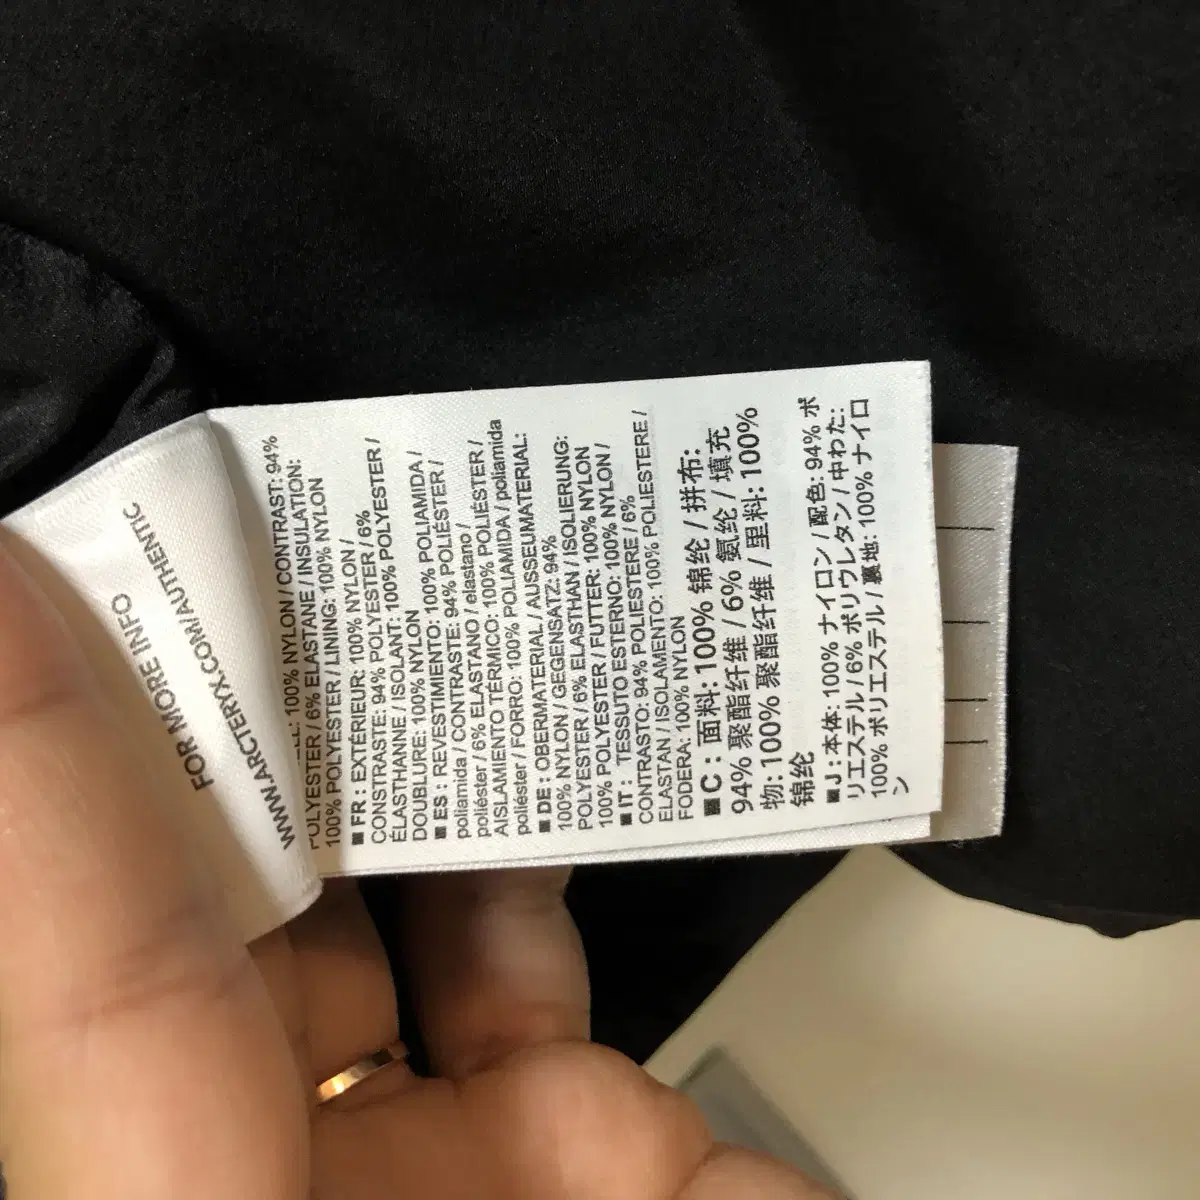 FOR MORE INFO
WWW.ARCTERYX.COM/AUTHENTIC
100% NYLON / CONTRAST: 94%
POLYESTER / 6% ELASTANE / INSULATION:
100% POLYESTER / LINING: 100% NYLON
■ FR : EXTÉRIEUR: 100% NYLON /
CONSTRASTE: 94% POLYESTER / 6%
ÉLASTHANNE / ISOLANT: 100% POLYESTER /
DOUBLURE: 100% NYLON
■ ES : REVESTIMIENTO: 100% POLIAMIDA /
poliamida / CONTRASTE: 94% POLIÉSTER /
poliéster / 6% ELASTANO / elastano /
AISLAMIENTO TÉRMICO: 100% POLIÉSTER /
poliéster / FORRO: 100% POLIAMIDA / poliamida
■ DE : OBERMATERIAL / AUSSEUMATERIAL:
100% NYLON / GEGENSATZ: 94%
POLYESTER / 6% ELASTHAN / ISOLIERUNG:
100% POLYESTER / FUTTER: 100% NYLON
■ IT : TESSUTO ESTERNO: 100% NYLON /
CONTRASTO: 94% POLIESTERE / 6%
ELASTAN / ISOLAMENTO: 100% POLIESTERE /
FODERA: 100% NYLON
■ C : 面料: 100% 锦纶 / 拼布:
94% 聚酯纤维 / 6% 氨纶 / 填充
物: 100% 聚酯纤维 / 里料: 100%
锦纶
■ J : 本体: 100% ナイロン / 配色: 94% ポ
リエステル / 6% ポリウレタン / 中わた:
100% ポリエステル / 裏地: 100% ナイロ
ン